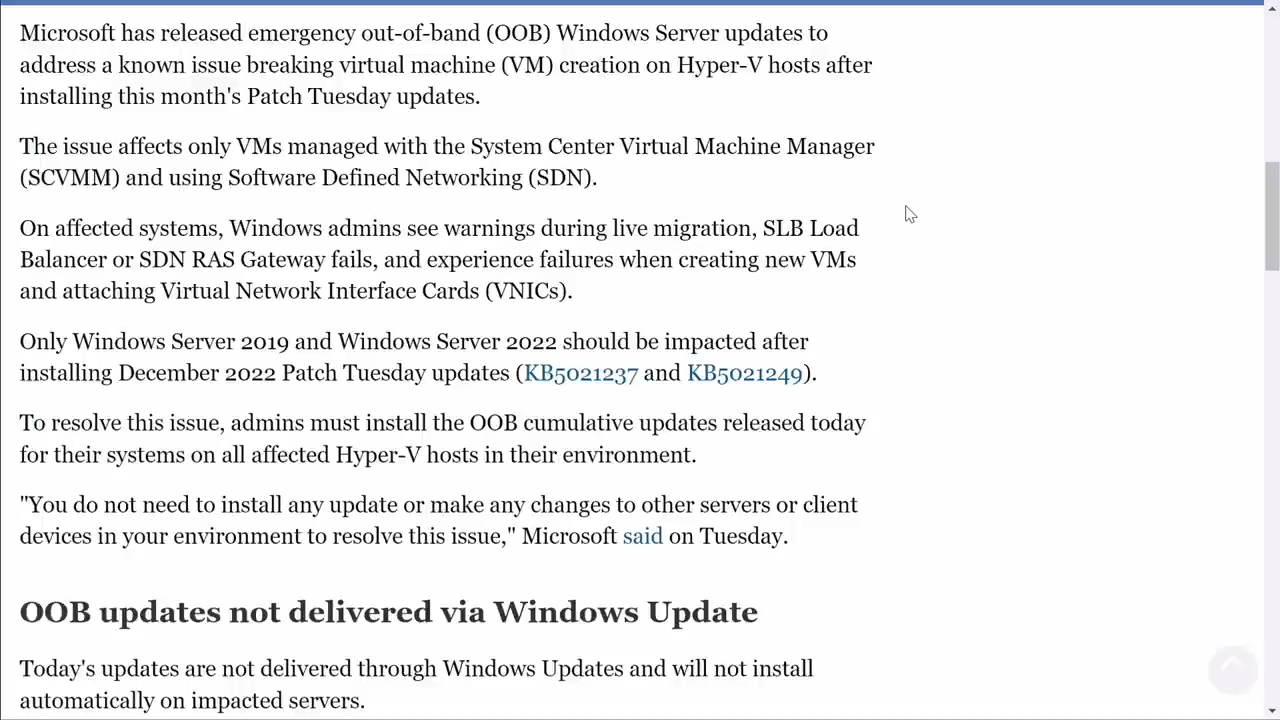 Microsoft has released emergency out-of-band (OOB) Windows Server updates to
address a known issue breaking virtual machine (VM) creation on Hyper-V hosts after
installing this month's Patch Tuesday updates.
The issue affects only VMs managed with the System Center Virtual Machine Manager
(SCVMM) and using Software Defined Networking (SDN).
On affected systems, Windows admins see warnings during live migration, SLB Load
Balancer or SDN RAS Gateway fails, and experience failures when creating new VMs
and attaching Virtual Network Interface Cards (VNICs).
Only Windows Server 2019 and Windows Server 2022 should be impacted after
installing December 2022 Patch Tuesday updates (KB5021237 and KB5021249).
To resolve this issue, admins must install the OOB cumulative updates released today
for their systems on all affected Hyper-V hosts in their environment.
"You do not need to install any update or make any changes to other servers or client
devices in your environment to resolve this issue," Microsoft said on Tuesday.
OOB updates not delivered via Windows Update
Today's updates are not delivered through Windows Updates and will not install
automatically on impacted servers.